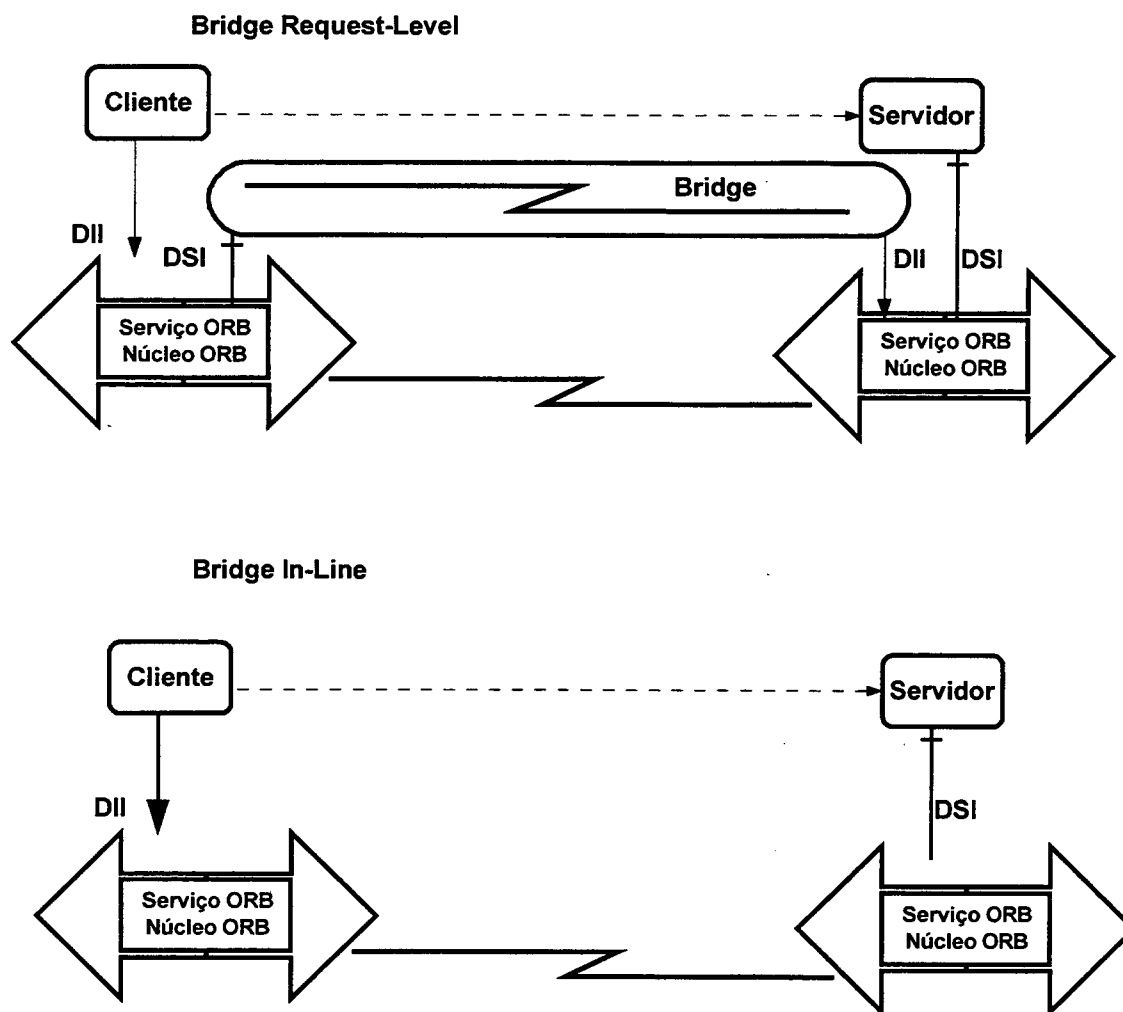 Bridge Request-Level
Cliente
Servidor
Bridge
DII
DSI
DII
DSI
Serviço ORB
Núcleo ORB
Serviço ORB
Núcleo ORB
Bridge In-Line
Cliente
Servidor
DII
DSI
Serviço ORB
Núcleo ORB
Serviço ORB
Núcleo ORB